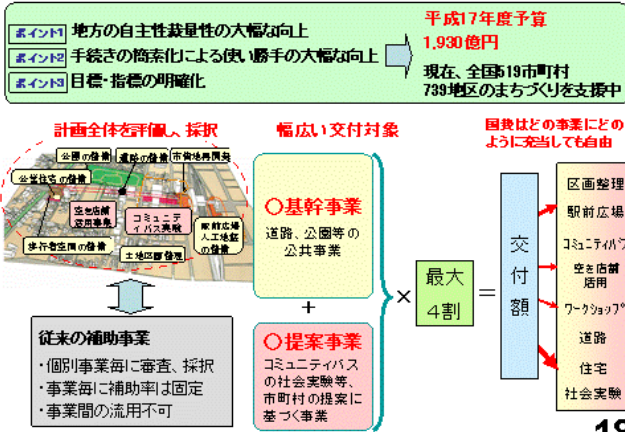 ポイント1 地方の自主性裁量性の大幅な向上
ポイント2 手続きの簡素化による使い勝手の大幅な向上
ポイント3 目標・指標の明確化
平成17年度予算
1,930億円
現在、全国519市町村
739地区のまちづくりを支援中
計画全体を評価し、採択
公園の整備
道路の整備
市街地再開発
公営住宅の整備
空き店舗
活用事業
コミュニテ
ィバス実験
駅前広場
人工地盤
の整備
歩行者空間の整備
土地区画整理
従来の補助事業
・個別事業毎に審査、採択
・事業毎に補助率は固定
・事業間の流用不可
幅広い交付対象
〇基幹事業
道路、公園等の
公共事業
+
〇提案事業
コミュニティバス
の社会実験等、
市町村の提案に
基づく事業
×
最大
4割
=
交
付
額
国費はどの事業にどの
ように充当しても自由
区画整理
駅前広場
コミュニティバス
空き店舗
活用
ワークショップ
道路
住宅
社会実験